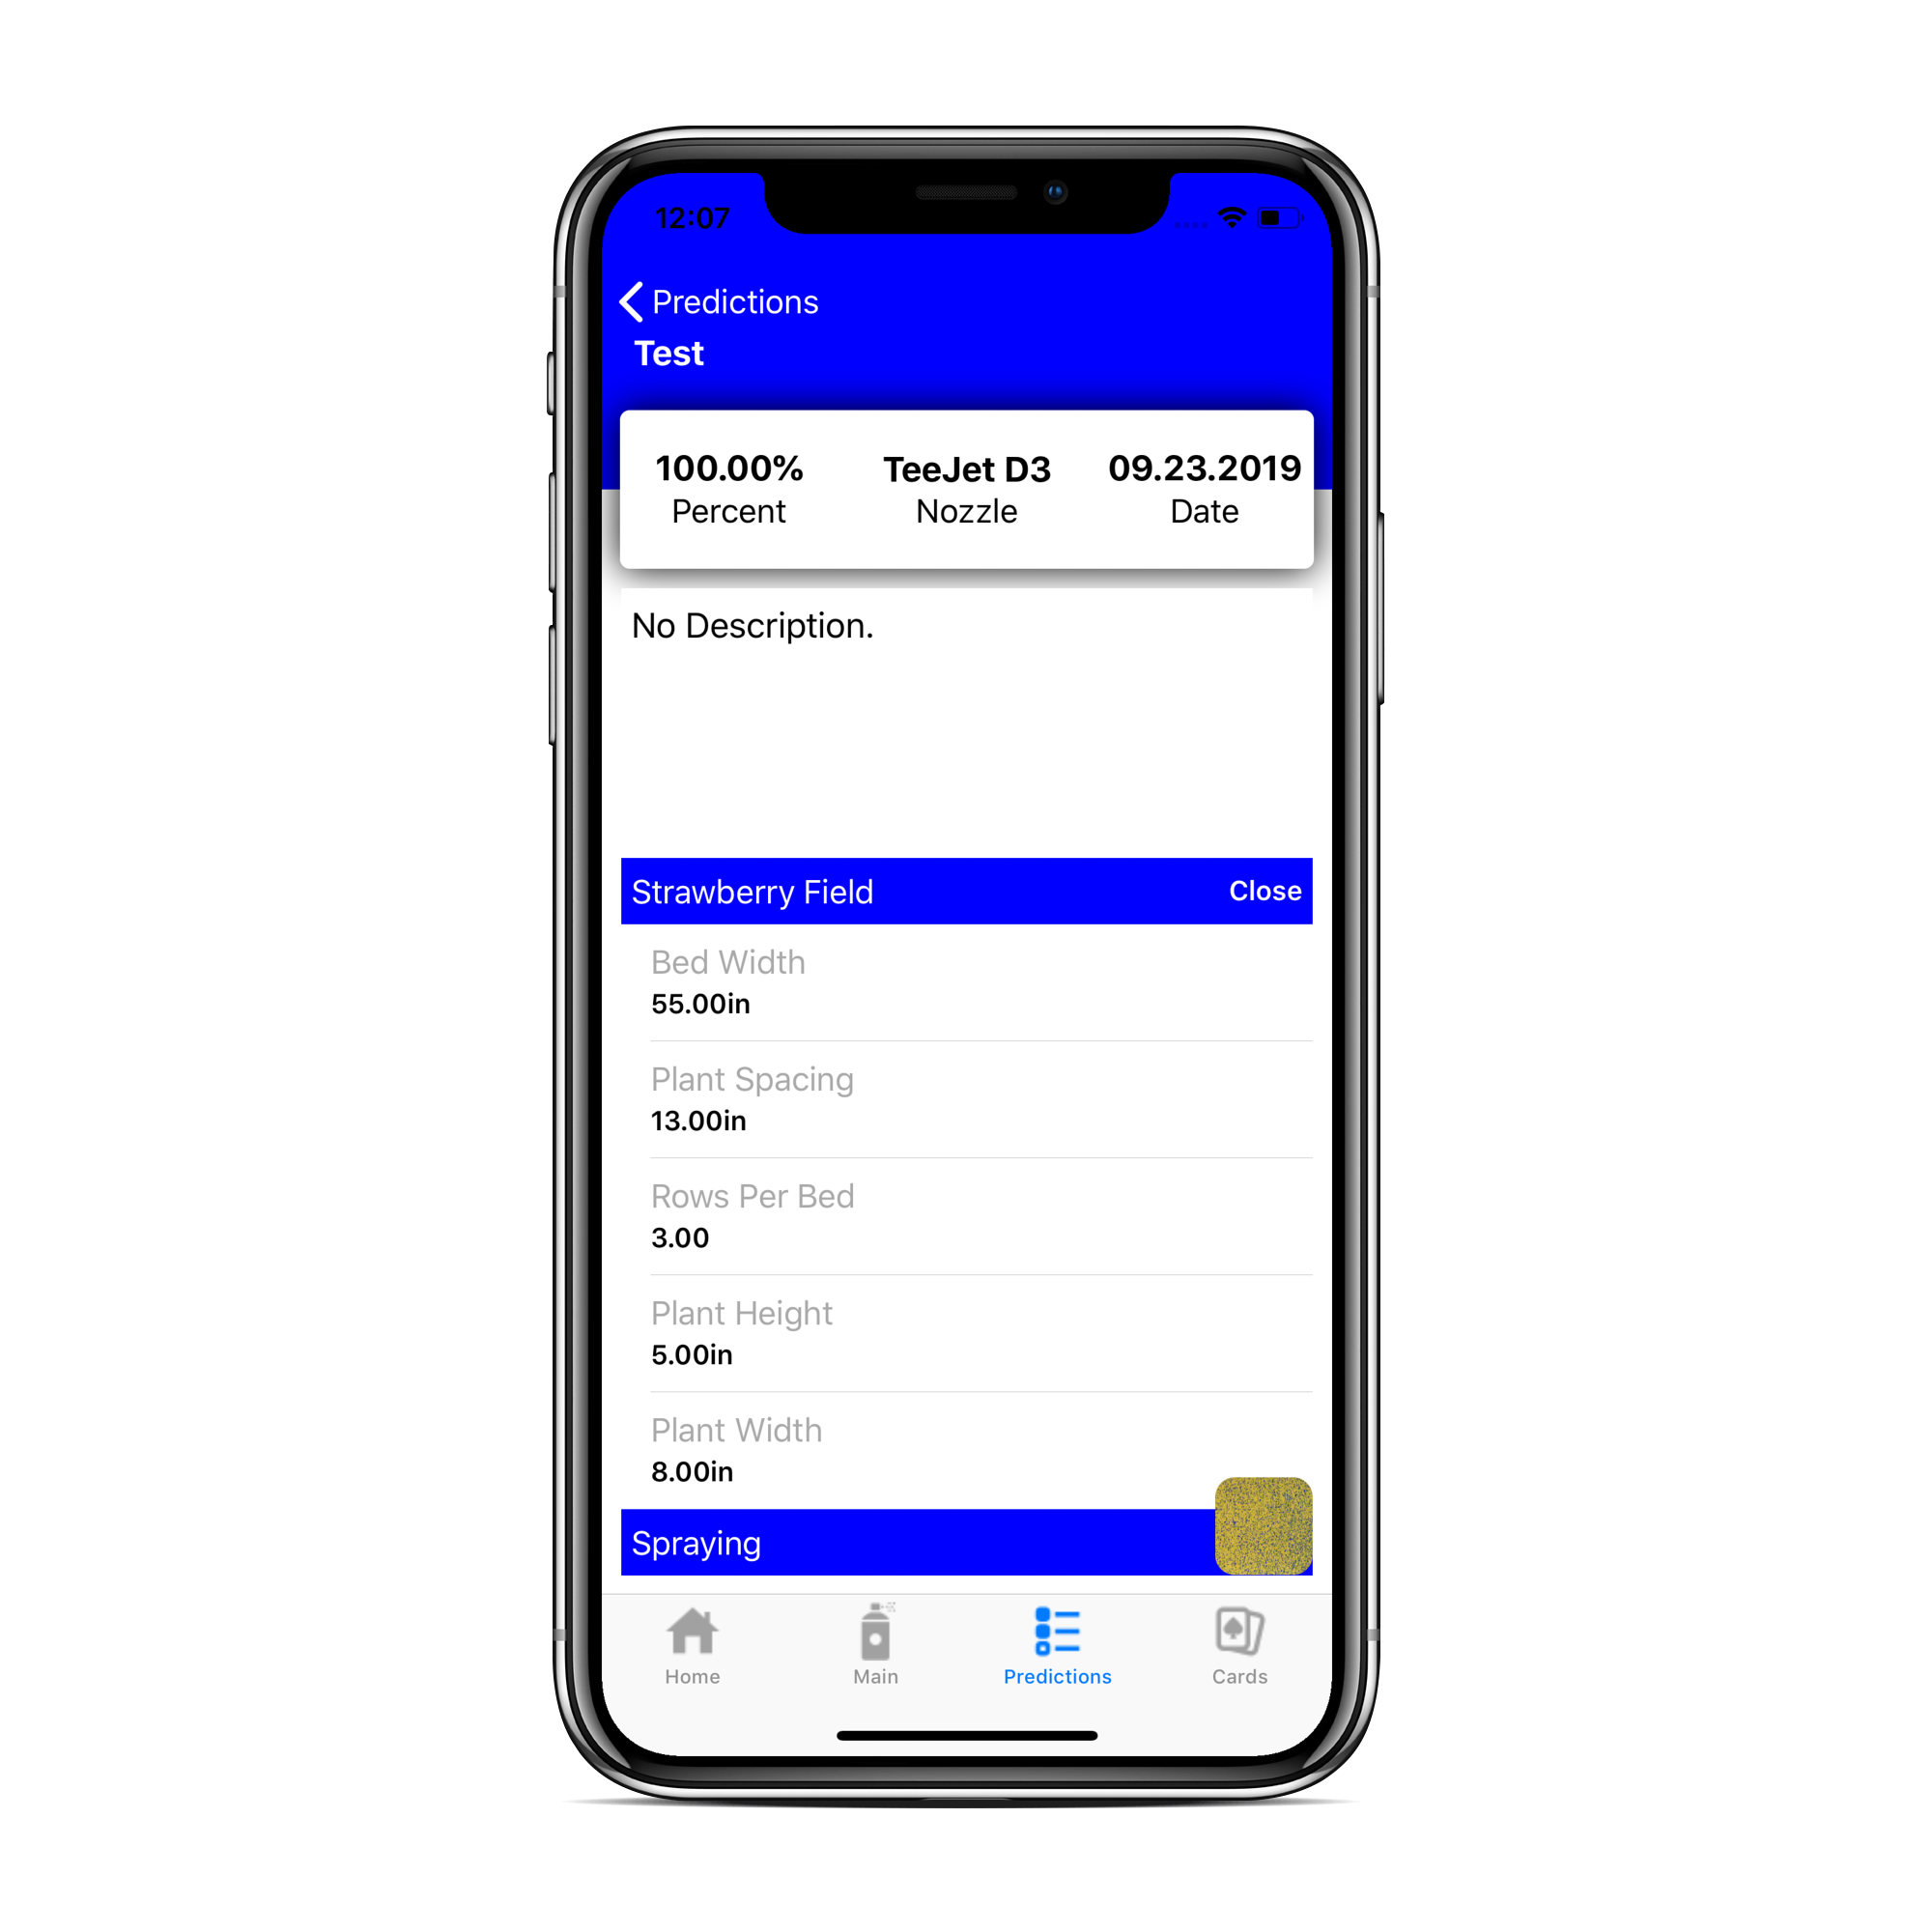 12:07
Predictions
Test
100.00% TeeJet D3 09.23.2019
Percent Nozzle Date
No Description.
Strawberry Field Close
Bed Width
55.00in
Plant Spacing
13.00in
Rows Per Bed
3.00
Plant Height
5.00in
Plant Width
8.00in
Spraying
Home Main Predictions Cards